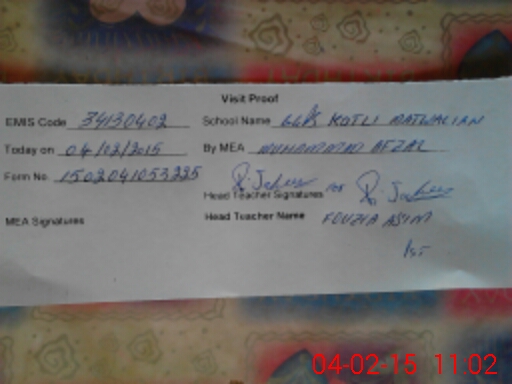 Visit Proof
EMIS Code 34130402 School Name GGPS KOTLI MATWALIAN
Today on 04/02/2015 By MEA MUHAMMAD AFZAL
Form No. 1502041053225
Head Teacher Signatures
MEA Signatures Head Teacher Name FOUZIA ASIM
04-02-15 11:02